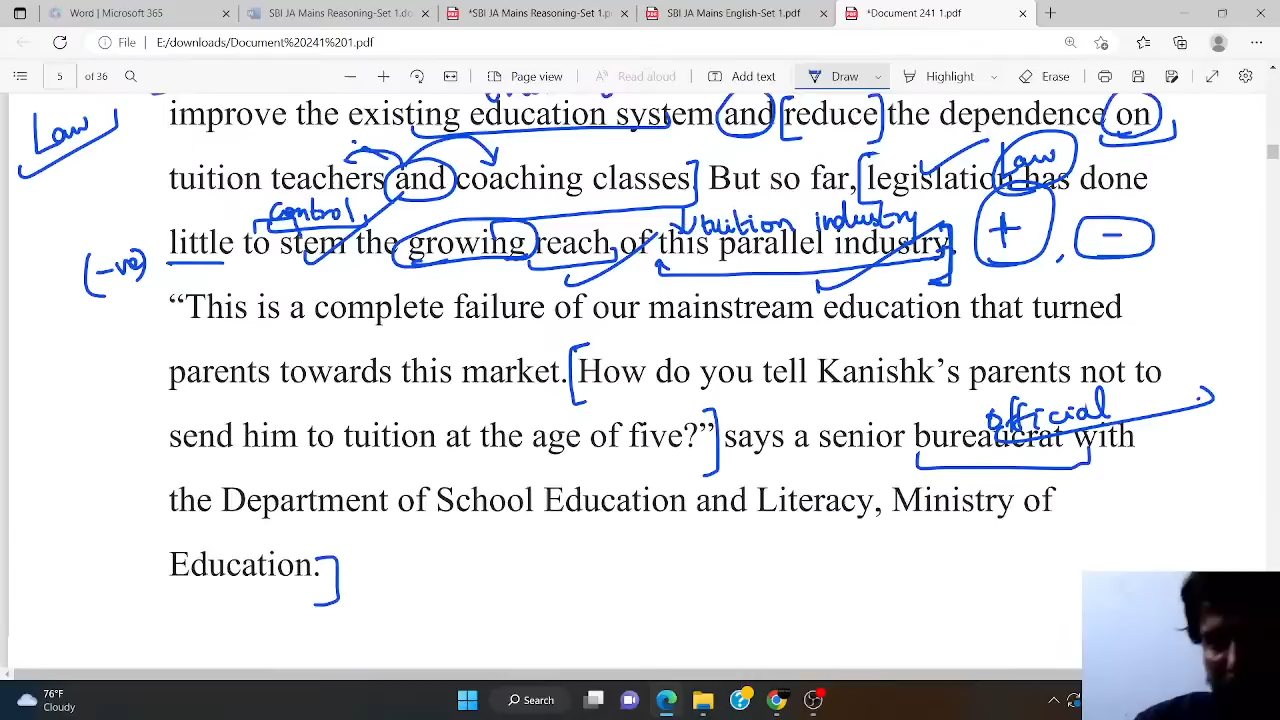 Word | Microsoft 365
SBI JA Mains Reasoning-Set 1.do
*SBI JA Mains Reasoning-Set 1.p
SBI JA Mains English-Set 1.pdf
*Document 241 1.pdf
File
E:/downloads/Document%20241%201.pdf
5
of 36
Page view
Read aloud
Add text
Draw
Highlight
Erase
improve the existing education system and reduce the dependence on
Law
law
tuition teachers and coaching classes. But so far, legislation has done
control
tuition industry
little to stem the growing reach of this parallel industry.
+ , -
(-ve)
“This is a complete failure of our mainstream education that turned
parents towards this market. How do you tell Kanishk’s parents not to
official
send him to tuition at the age of five?” says a senior bureaucrat with
the Department of School Education and Literacy, Ministry of
Education.
76°F
Cloudy
Search